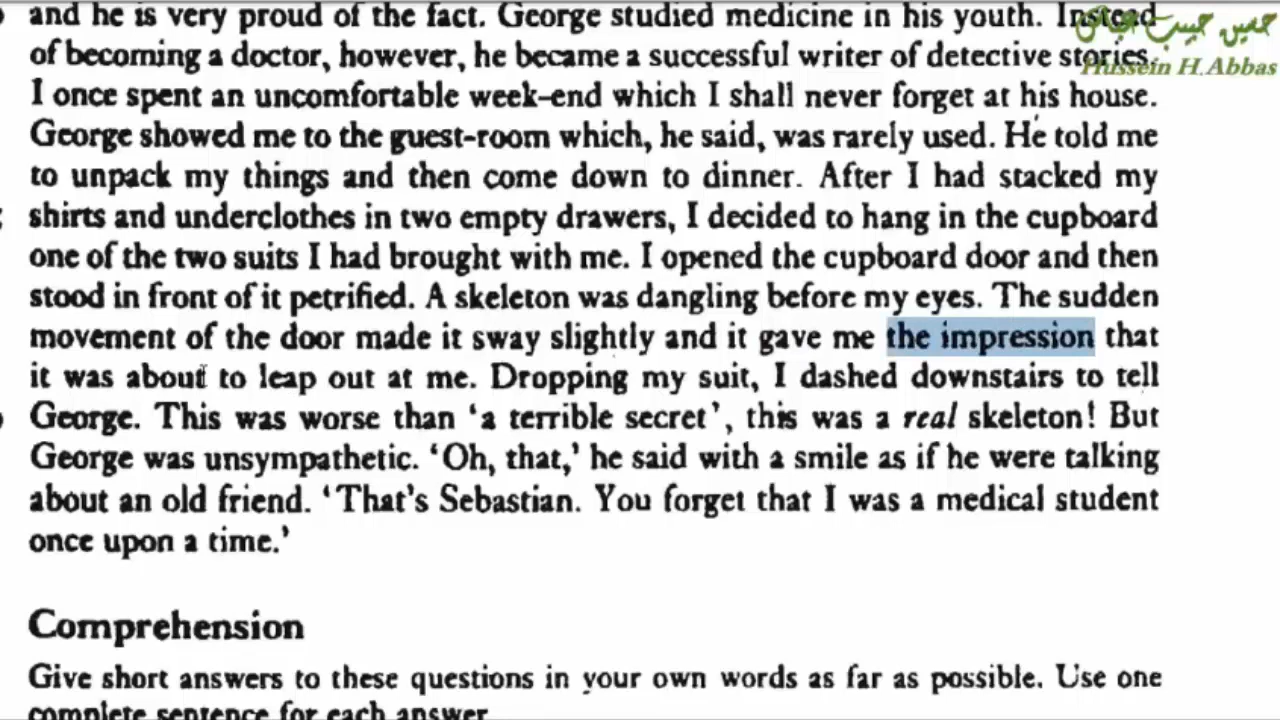 and he is very proud of the fact. George studied medicine in his youth. Instead
حسين حبيب عباس
of becoming a doctor, however, he became a successful writer of detective stories.
Hussein H.Abbas
I once spent an uncomfortable week-end which I shall never forget at his house.
George showed me to the guest-room which, he said, was rarely used. He told me
to unpack my things and then come down to dinner. After I had stacked my
shirts and underclothes in two empty drawers, I decided to hang in the cupboard
one of the two suits I had brought with me. I opened the cupboard door and then
stood in front of it petrified. A skeleton was dangling before my eyes. The sudden
movement of the door made it sway slightly and it gave me the impression that
it was about to leap out at me. Dropping my suit, I dashed downstairs to tell
George. This was worse than ‘a terrible secret’, this was a real skeleton! But
George was unsympathetic. ‘Oh, that,’ he said with a smile as if he were talking
about an old friend. ‘That’s Sebastian. You forget that I was a medical student
once upon a time.’
Comprehension
Give short answers to these questions in your own words as far as possible. Use one
complete sentence for each answer